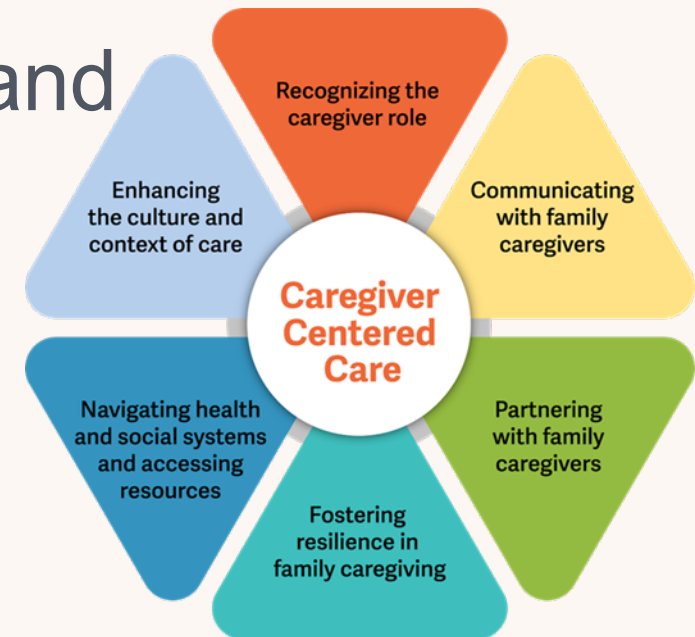 and
Recognizing the
caregiver role
Communicating
with family
caregivers
Partnering
with family
caregivers
Fostering
resilience in
family caregiving
Navigating health
and social systems
and accessing
resources
Enhancing
the culture and
context of care
Caregiver
Centered
Care